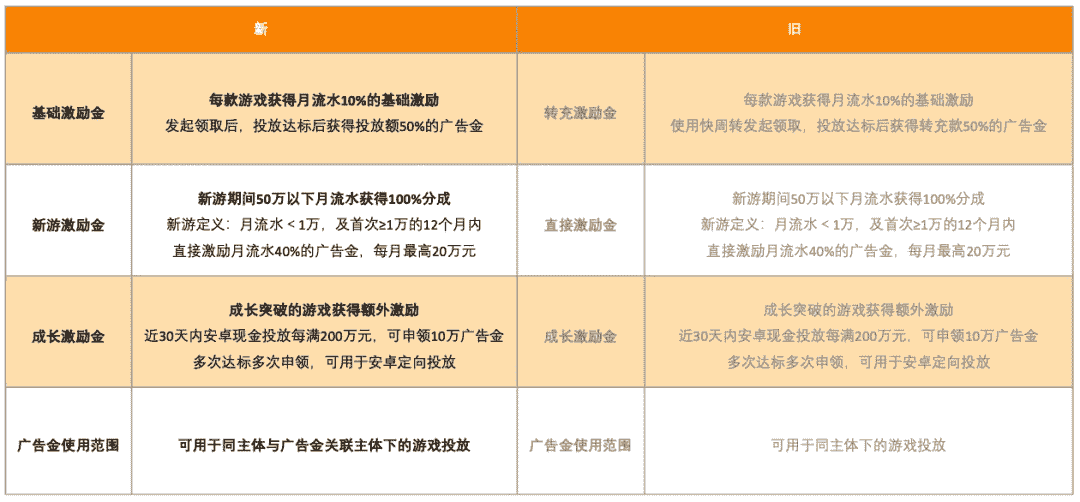 新
旧
基础激励金
每款游戏获得月流水10%的基础激励
发起领取后，投放达标后获得投放额50%的广告金
转充激励金
每款游戏获得月流水10%的基础激励
使用快周转发起领取，投放达标后获得转充款50%的广告金
新游激励金
新游期间50万以下月流水获得100%分成
新游定义：月流水＜1万，及首次≥1万的12个月内
直接激励月流水40%的广告金，每月最高20万元
直接激励金
新游期间50万以下月流水获得100%分成
新游定义：月流水＜1万，及首次≥1万的12个月内
直接激励月流水40%的广告金，每月最高20万元
成长激励金
成长突破的游戏获得额外激励
近30天内安卓现金投放每满200万元，可申领10万广告金
多次达标多次申领，可用于安卓定向投放
成长激励金
成长突破的游戏获得额外激励
近30天内安卓现金投放每满200万元，可申领10万广告金
多次达标多次申领，可用于安卓定向投放
广告金使用范围
可用于同主体与广告金关联主体下的游戏投放
广告金使用范围
可用于同主体下的游戏投放